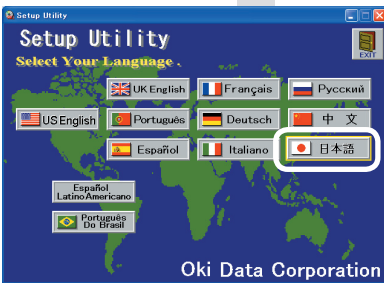 Setup Utility
Setup Utility
EXIT
Select Your Language .
UK English
Français
Русский
US English
Português
Deutsch
中 文
Español
Italiano
日本語
Español
Latino Americano
Português
Do Brasil
Oki Data Corporation